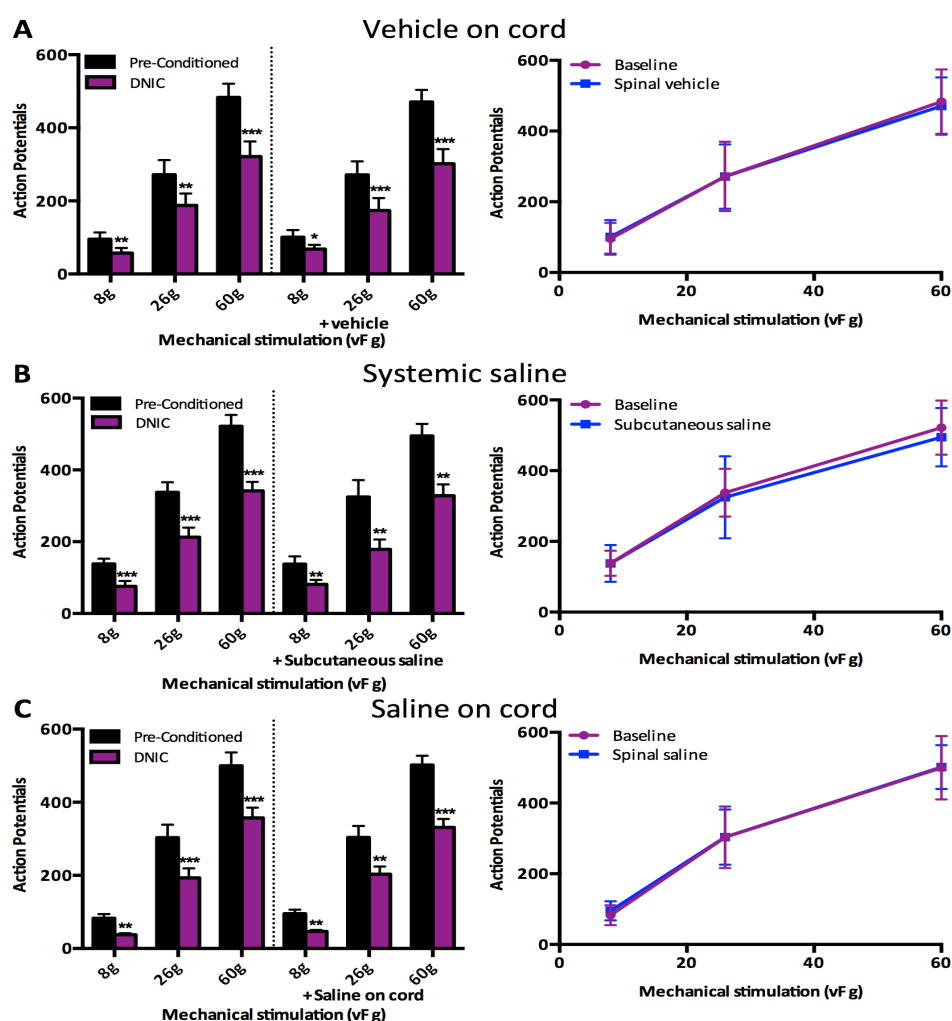 A
Vehicle on cord
Action Potentials
600
400
200
0
Pre-Conditioned
DNIC
**
**
***
*
***
***
8g
26g
60g
8g
26g
60g
+ vehicle
Mechanical stimulation (vF g)
Action Potentials
600
400
200
0
Baseline
Spinal vehicle
0
20
40
60
Mechanical stimulation (vF g)
B
Systemic saline
Action Potentials
600
400
200
0
Pre-Conditioned
DNIC
***
***
***
**
**
**
8g
26g
60g
8g
26g
60g
+ Subcutaneous saline
Mechanical stimulation (vF g)
Action Potentials
600
400
200
0
Baseline
Subcutaneous saline
0
20
40
60
Mechanical stimulation (vF g)
C
Saline on cord
Action Potentials
600
400
200
0
Pre-Conditioned
DNIC
**
***
***
**
**
***
8g
26g
60g
8g
26g
60g
+ Saline on cord
Mechanical stimulation (vF g)
Action Potentials
600
400
200
0
Baseline
Spinal saline
0
20
40
60
Mechanical stimulation (vF g)